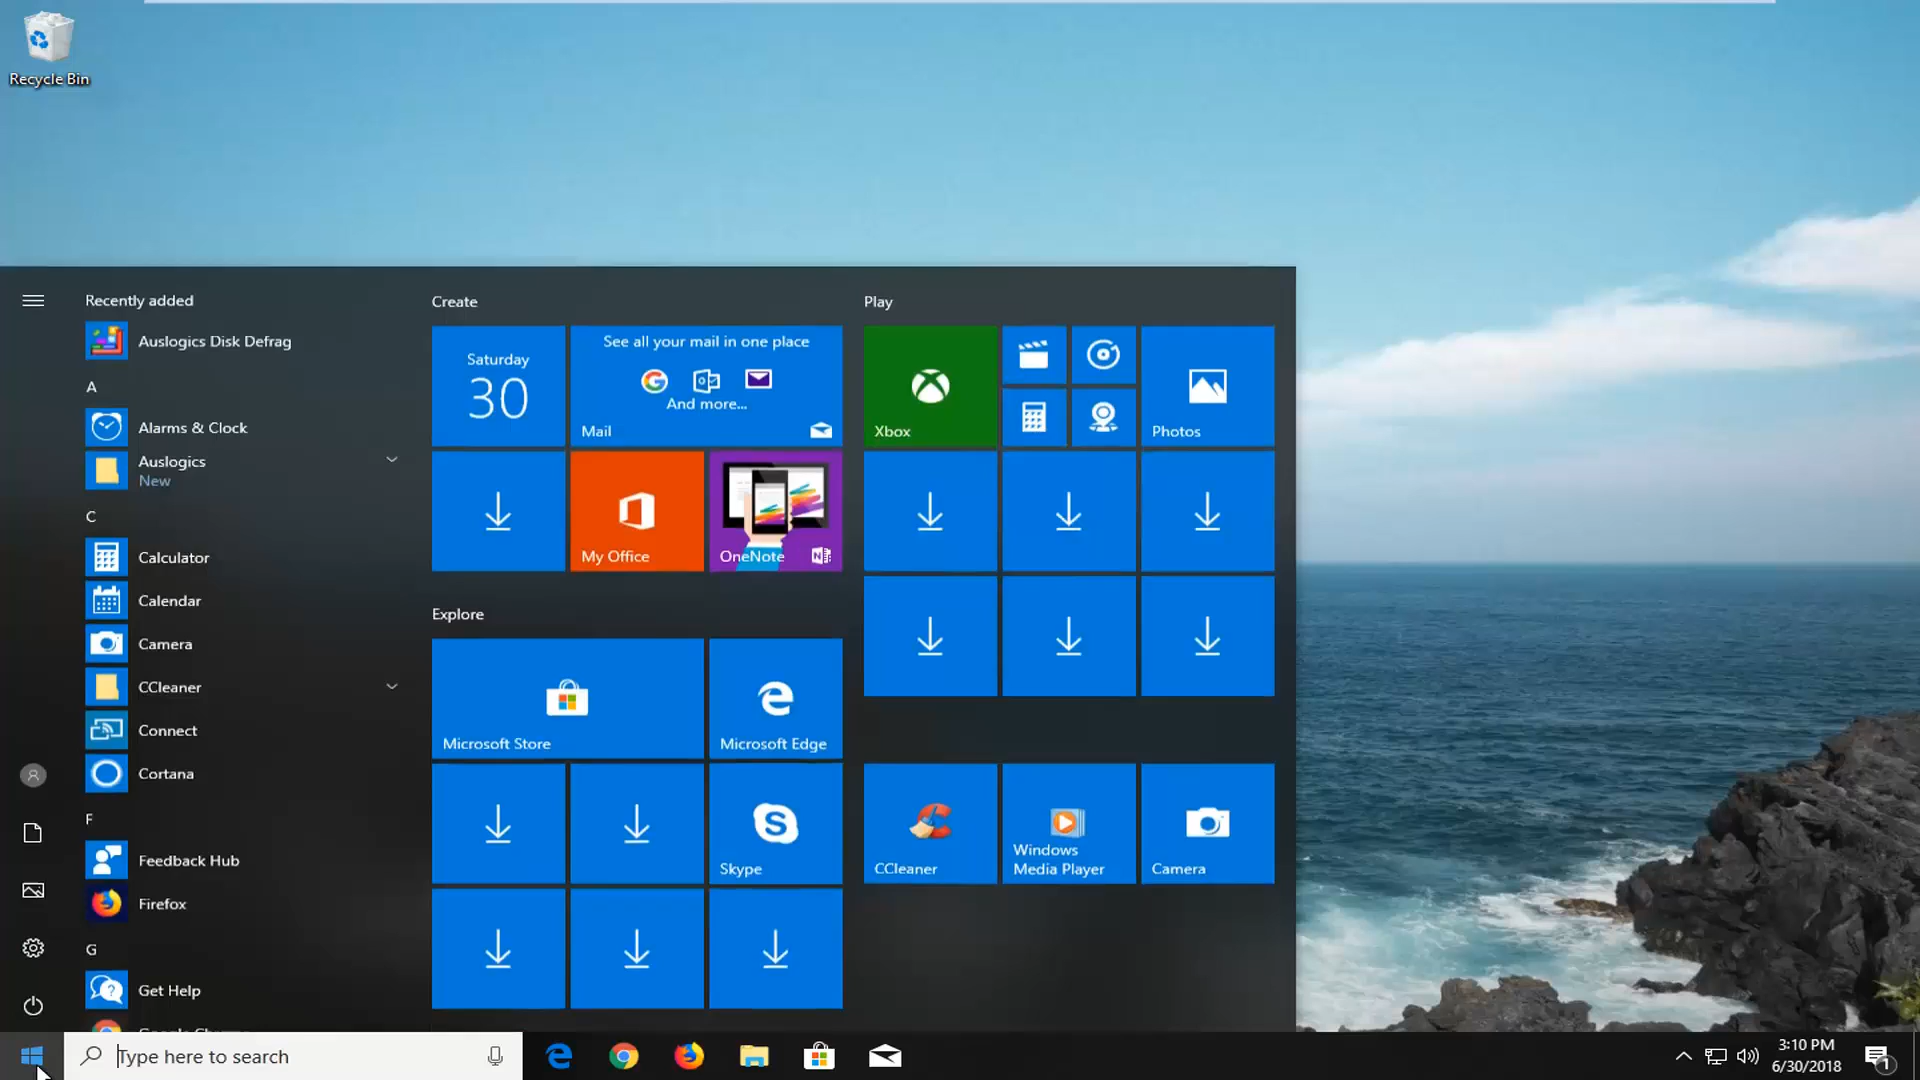 Recycle Bin
Recently added
Auslogics Disk Defrag
A
Alarms & Clock
Auslogics
New
C
Calculator
Calendar
Camera
CCleaner
Connect
Cortana
F
Feedback Hub
Firefox
G
Get Help
Create
Saturday
30
See all your mail in one place
And more...
Mail
My Office
OneNote
Explore
Microsoft Store
Microsoft Edge
Skype
Play
Xbox
Photos
CCleaner
Windows
Media Player
Camera
Type here to search
3:10 PM
6/30/2018
1